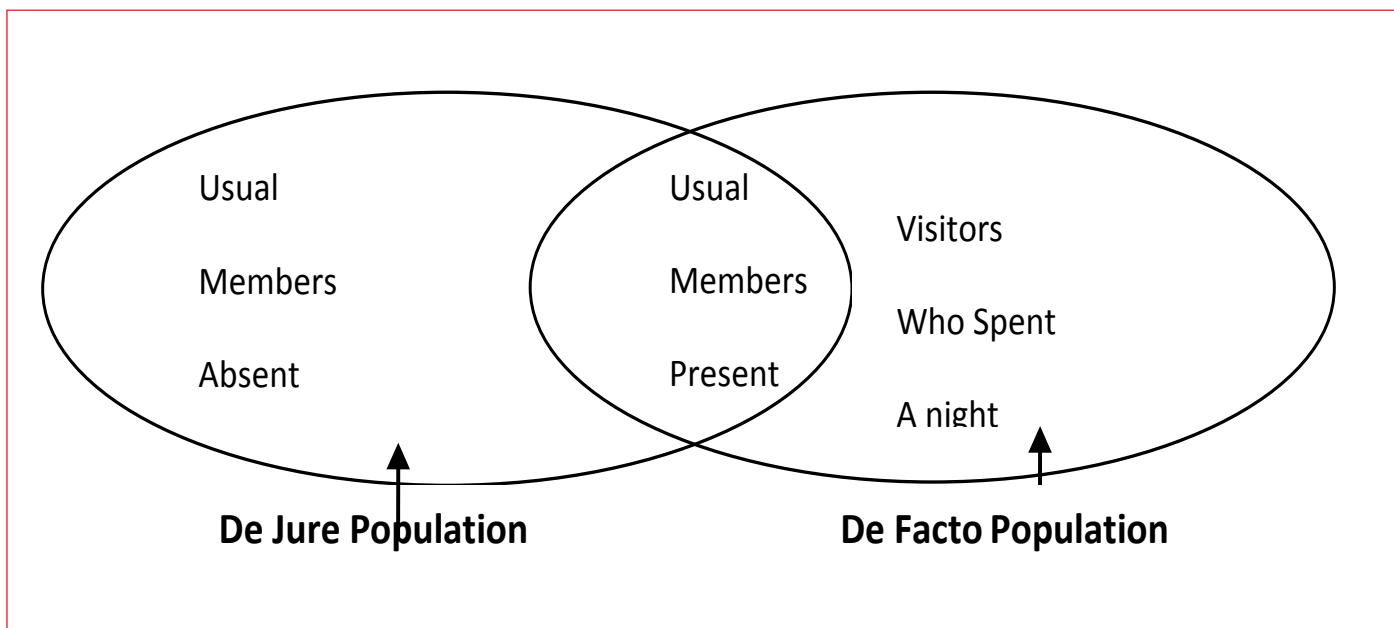 Usual
Members
Absent
Usual
Members
Present
Visitors
Who Spent
A night
De Jure Population
De Facto Population